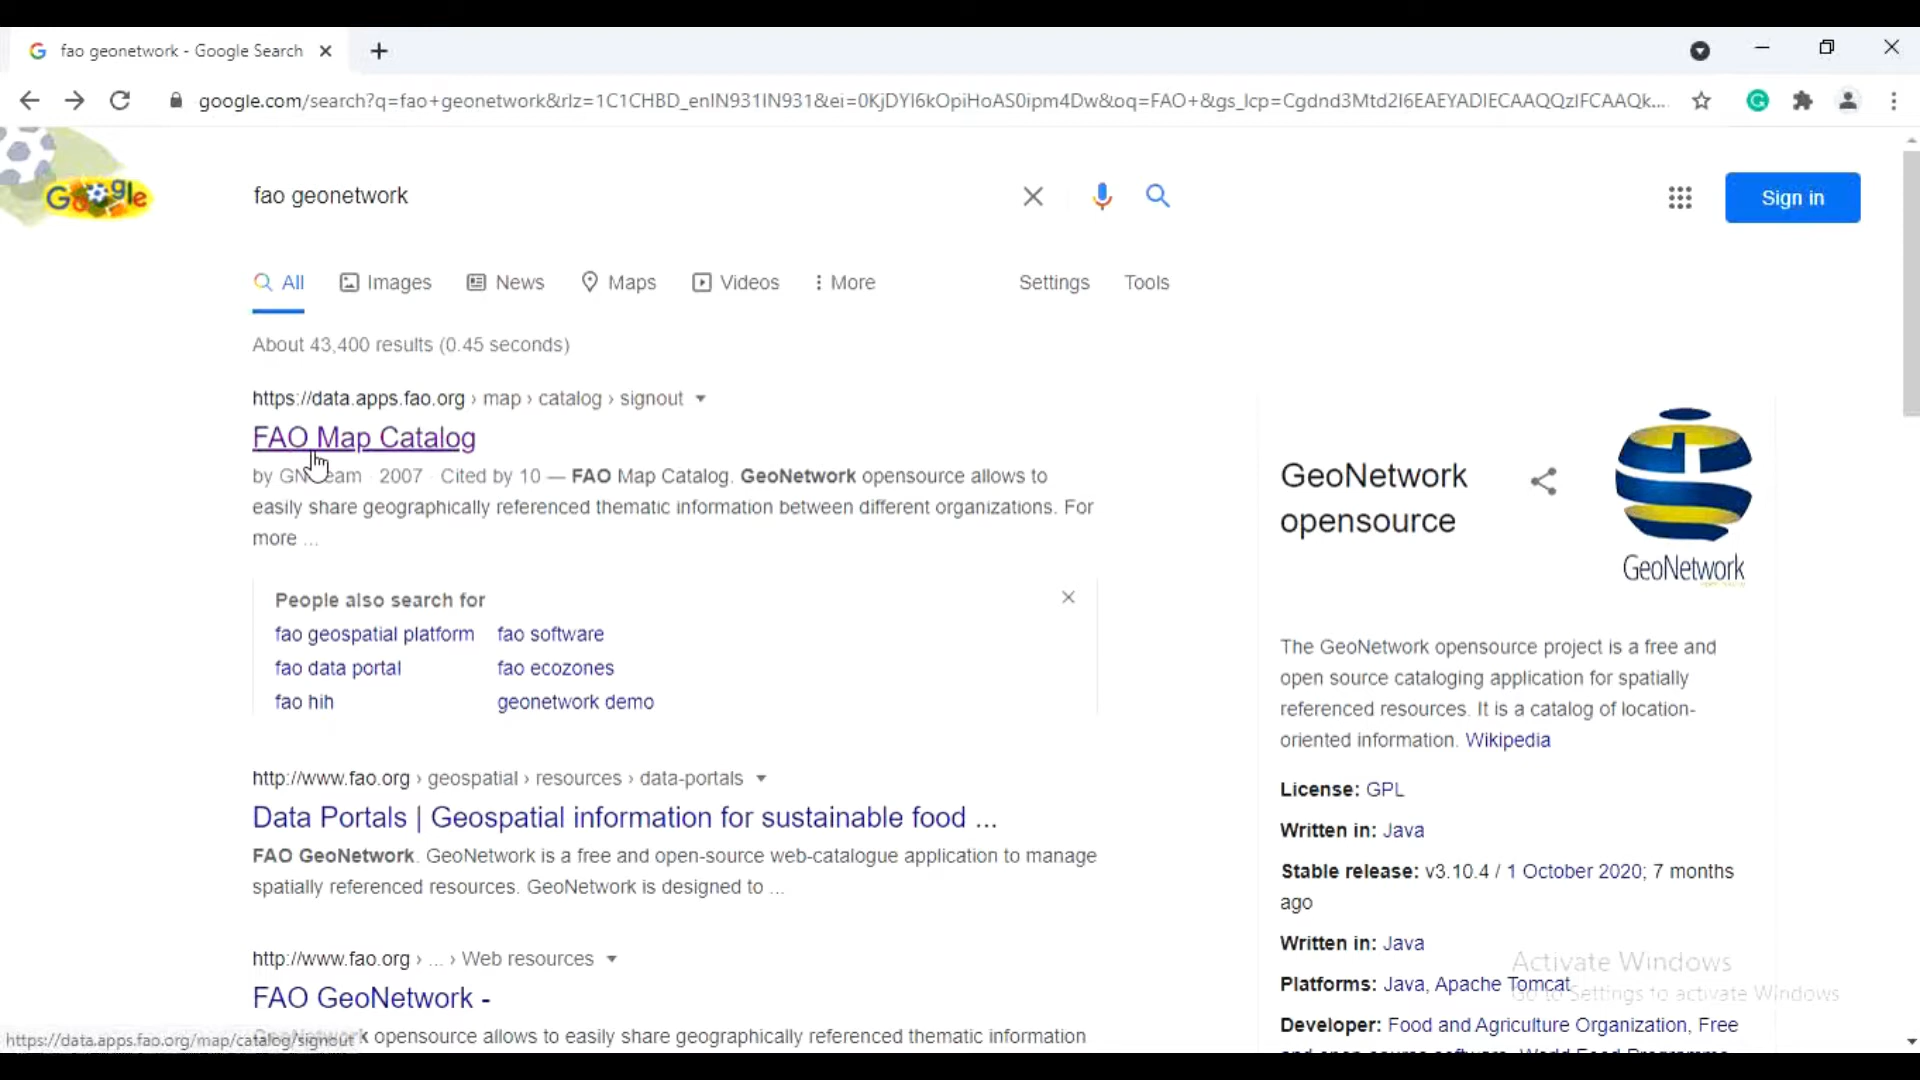 fao geonetwork - Google Search
google.com/search?q=fao+geonetwork&rlz=1C1CHBD_enIN931IN931&ei=0KjDYI6kOpiHoAS0ipm4Dw&oq=FAO+&gs_lcp=Cgdnd3Mtd2l6EAEYADIECAAQQzIFCAAQk...
Google
fao geonetwork
Sign in
All Images News Maps Videos More Settings Tools
About 43,400 results (0.45 seconds)
https://data.apps.fao.org › map › catalog › signout
FAO Map Catalog
by GN Team · 2007 · Cited by 10 — FAO Map Catalog. GeoNetwork opensource allows to
easily share geographically referenced thematic information between different organizations. For
more ...
People also search for
fao geospatial platform fao software
fao data portal fao ecozones
fao hih geonetwork demo
http://www.fao.org › geospatial › resources › data-portals
Data Portals | Geospatial information for sustainable food ...
FAO GeoNetwork. GeoNetwork is a free and open-source web-catalogue application to manage
spatially referenced resources. GeoNetwork is designed to ...
http://www.fao.org › ... › Web resources
FAO GeoNetwork -
GeoNetwork opensource allows to easily share geographically referenced thematic information
https://data.apps.fao.org/map/catalog/signout
GeoNetwork
opensource
GeoNetwork
The GeoNetwork opensource project is a free and
open source cataloging application for spatially
referenced resources. It is a catalog of location-
oriented information. Wikipedia
License: GPL
Written in: Java
Stable release: v3.10.4 / 1 October 2020; 7 months
ago
Written in: Java
Platforms: Java, Apache Tomcat
Developer: Food and Agriculture Organization, Free
Activate Windows
Go to Settings to activate Windows